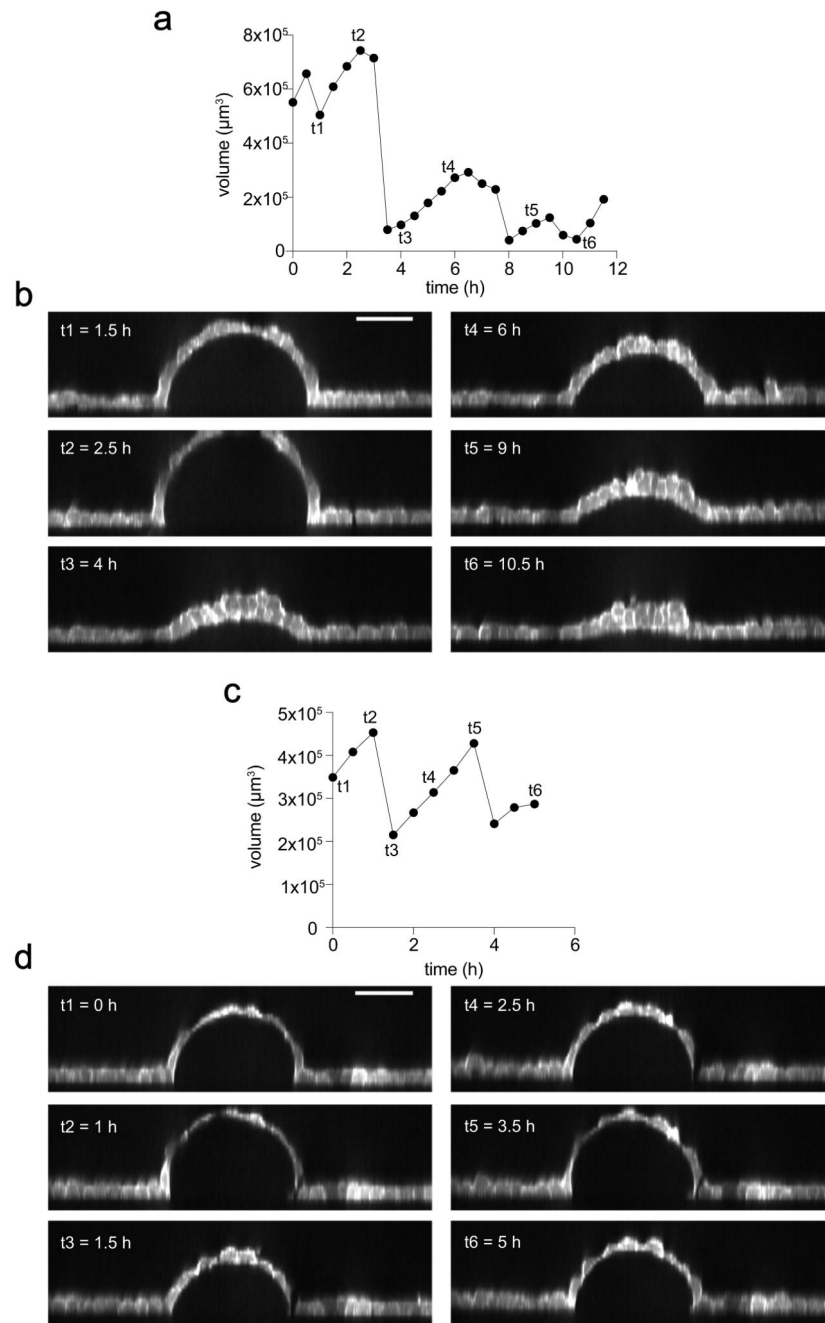 a
8x10⁵
6x10⁵
4x10⁵
2x10⁵
0
volume (µm³)
t1
t2
t3
t4
t5
t6
0 2 4 6 8 10 12
time (h)
b
t1 = 1.5 h
t4 = 6 h
t2 = 2.5 h
t5 = 9 h
t3 = 4 h
t6 = 10.5 h
c
5x10⁵
4x10⁵
3x10⁵
2x10⁵
1x10⁵
0
volume (µm³)
t1
t2
t3
t4
t5
t6
0 2 4 6
time (h)
d
t1 = 0 h
t4 = 2.5 h
t2 = 1 h
t5 = 3.5 h
t3 = 1.5 h
t6 = 5 h